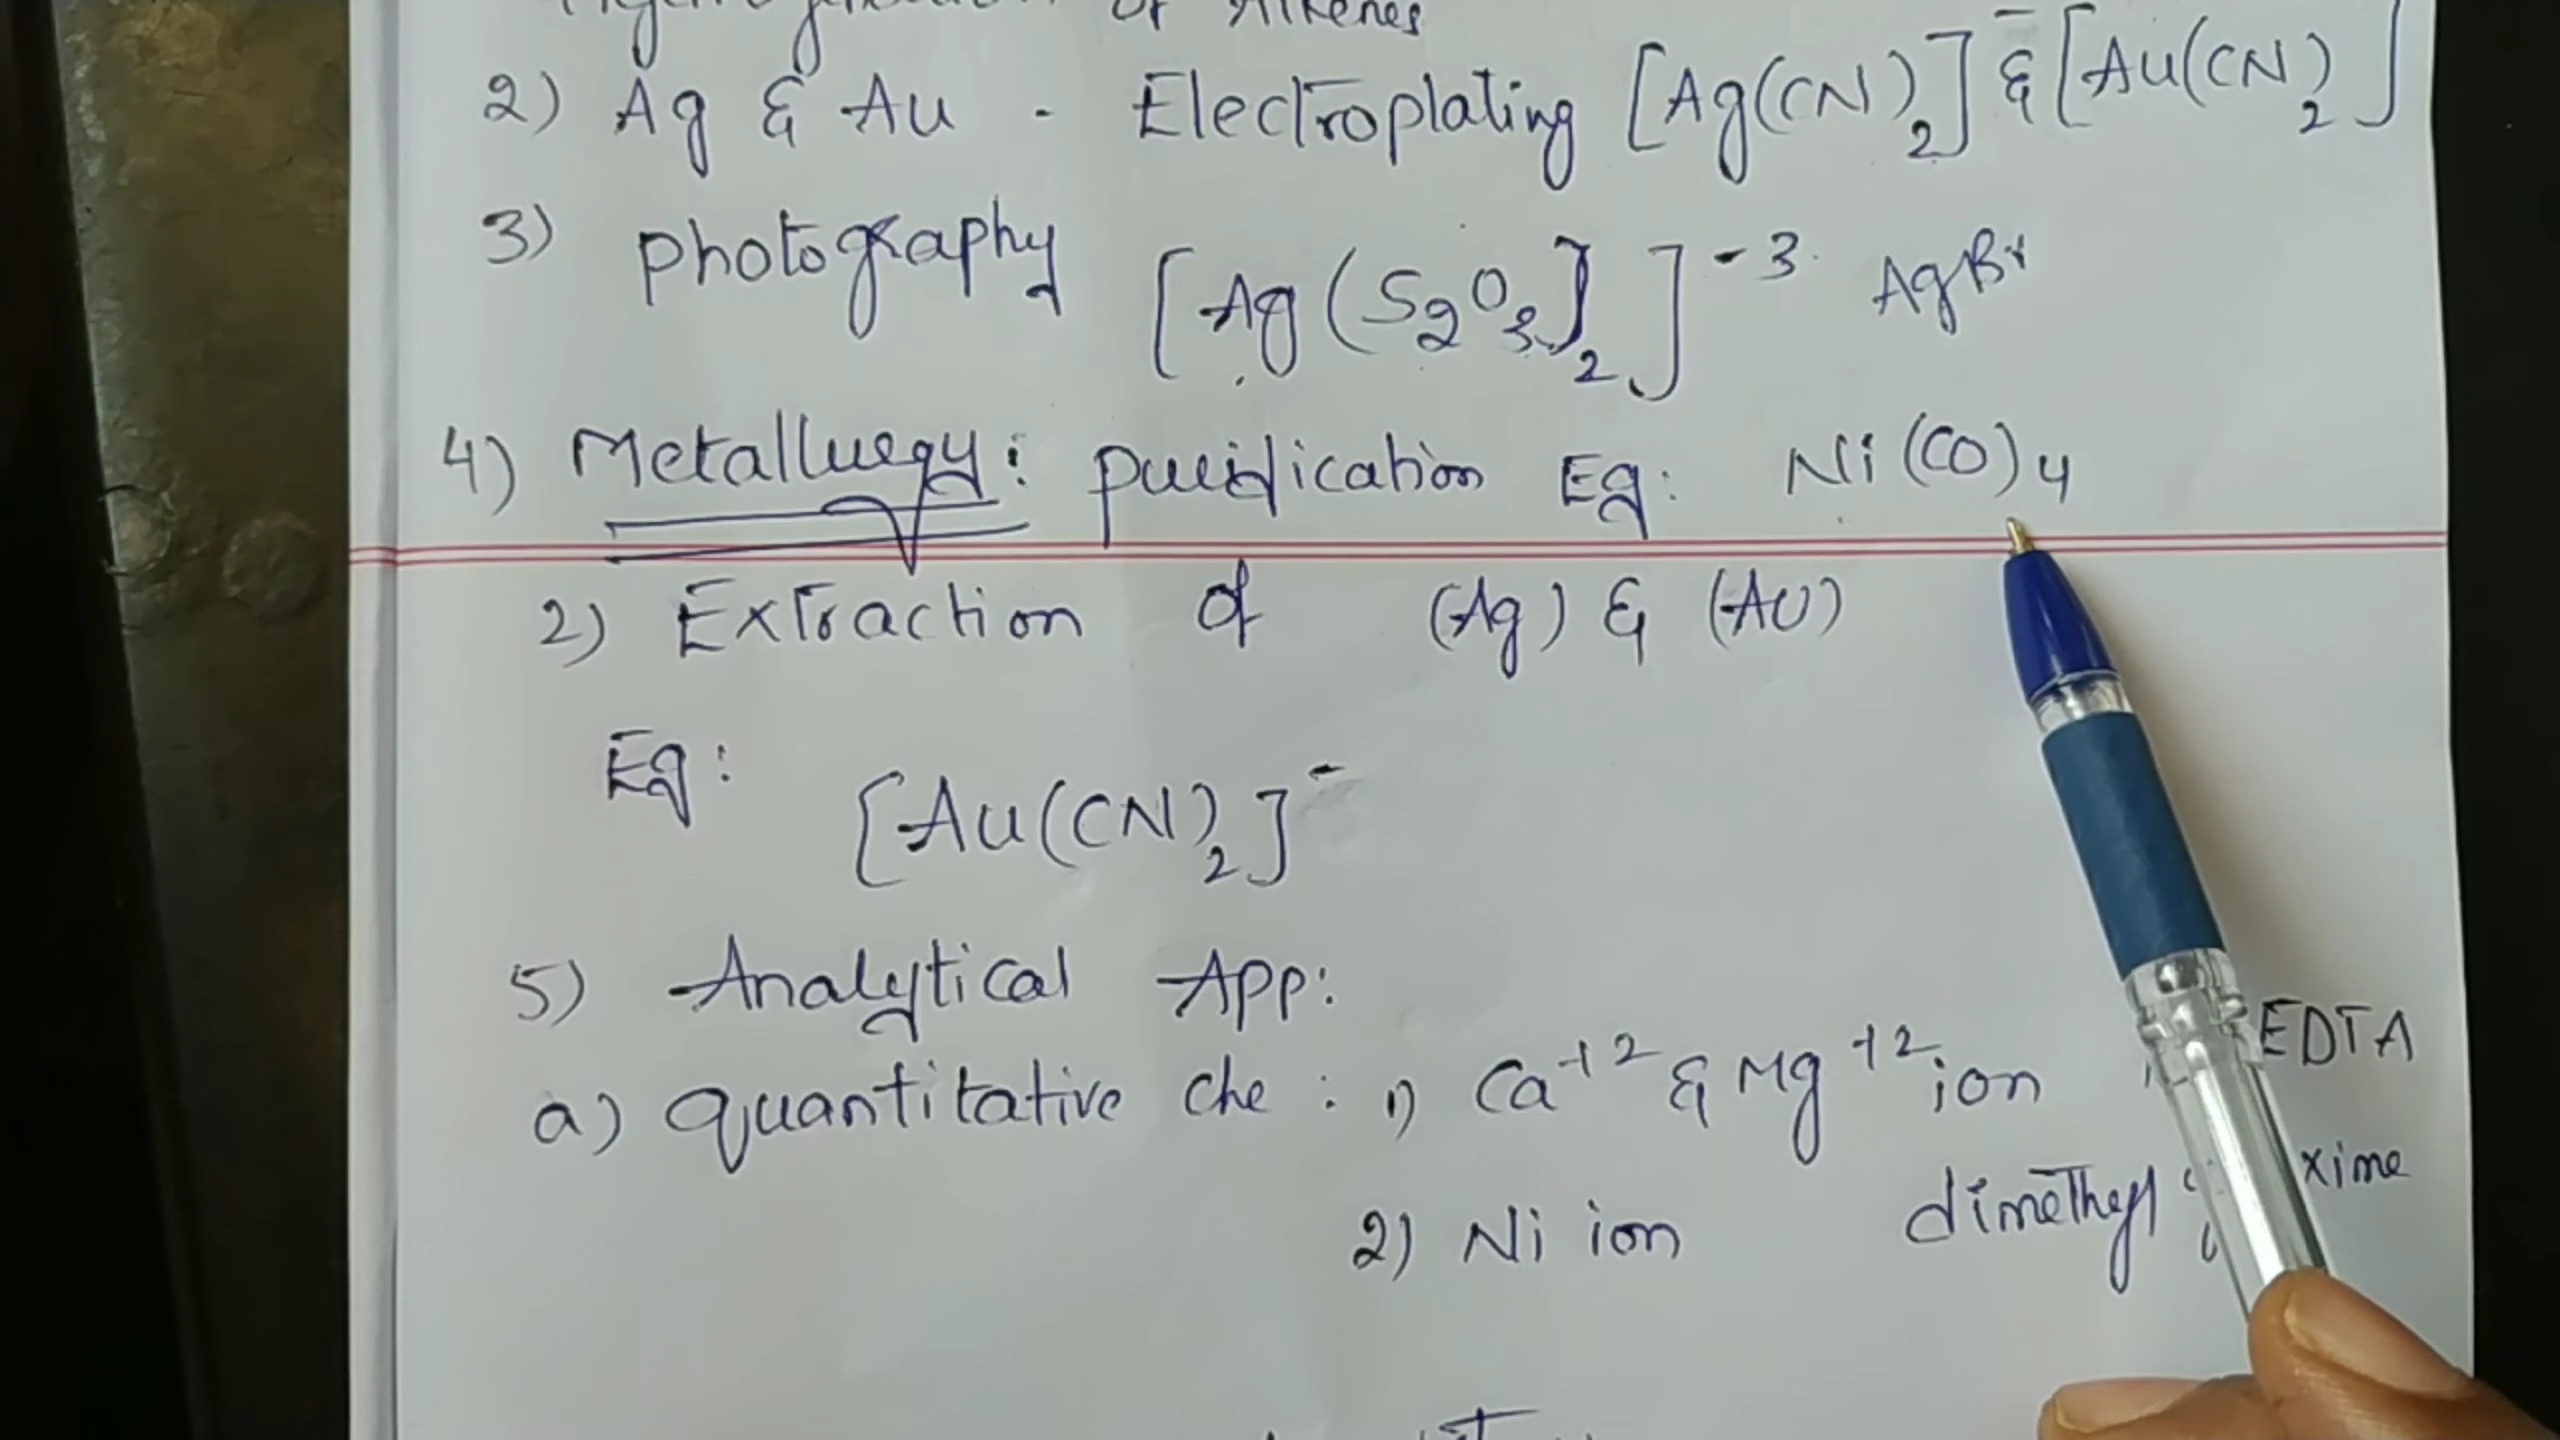 of Alkenes
2) Ag & Au - Electroplating [Ag(CN)₂]⁻ & [Au(CN)₂]
3) photography [Ag(S₂O₃)₂]⁻³ AgBr
4) Metallurgy: purification Eg: Ni(CO)₄
2) Extraction of (Ag) & (AU)
Eg: [Au(CN)₂]⁻
5) Analytical App:
a) quantitative che : 1) Ca⁺² & Mg⁺² ion EDTA
2) Ni ion dimethyl xime